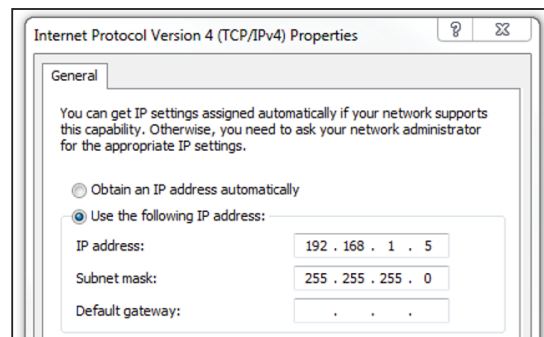 Internet Protocol Version 4 (TCP/IPv4) Properties
General
You can get IP settings assigned automatically if your network supports
this capability. Otherwise, you need to ask your network administrator
for the appropriate IP settings.
Obtain an IP address automatically
Use the following IP address:
IP address: 192 . 168 . 1 . 5
Subnet mask: 255 . 255 . 255 . 0
Default gateway: . . .